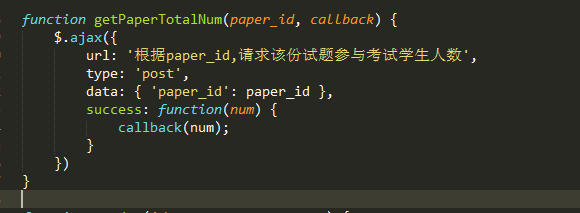 function getPaperTotalNum(paper_id, callback) {
$.ajax({
url: '根据paper_id,请求该份试题参与考试学生人数',
type: 'post',
data: { 'paper_id': paper_id },
success: function(num) {
callback(num);
}
})
}